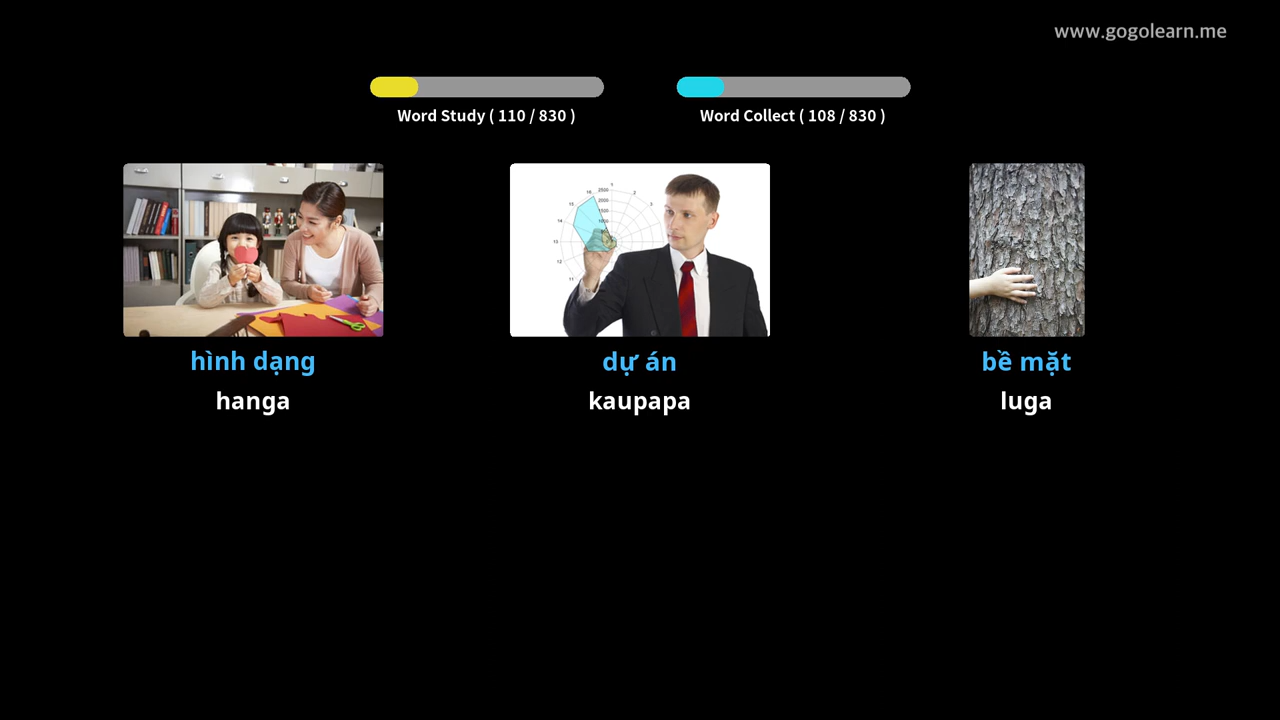 www.gogolearn.me
Word Study ( 110 / 830 )
Word Collect ( 108 / 830 )
hình dạng
hanga
dự án
kaupapa
bề mặt
luga